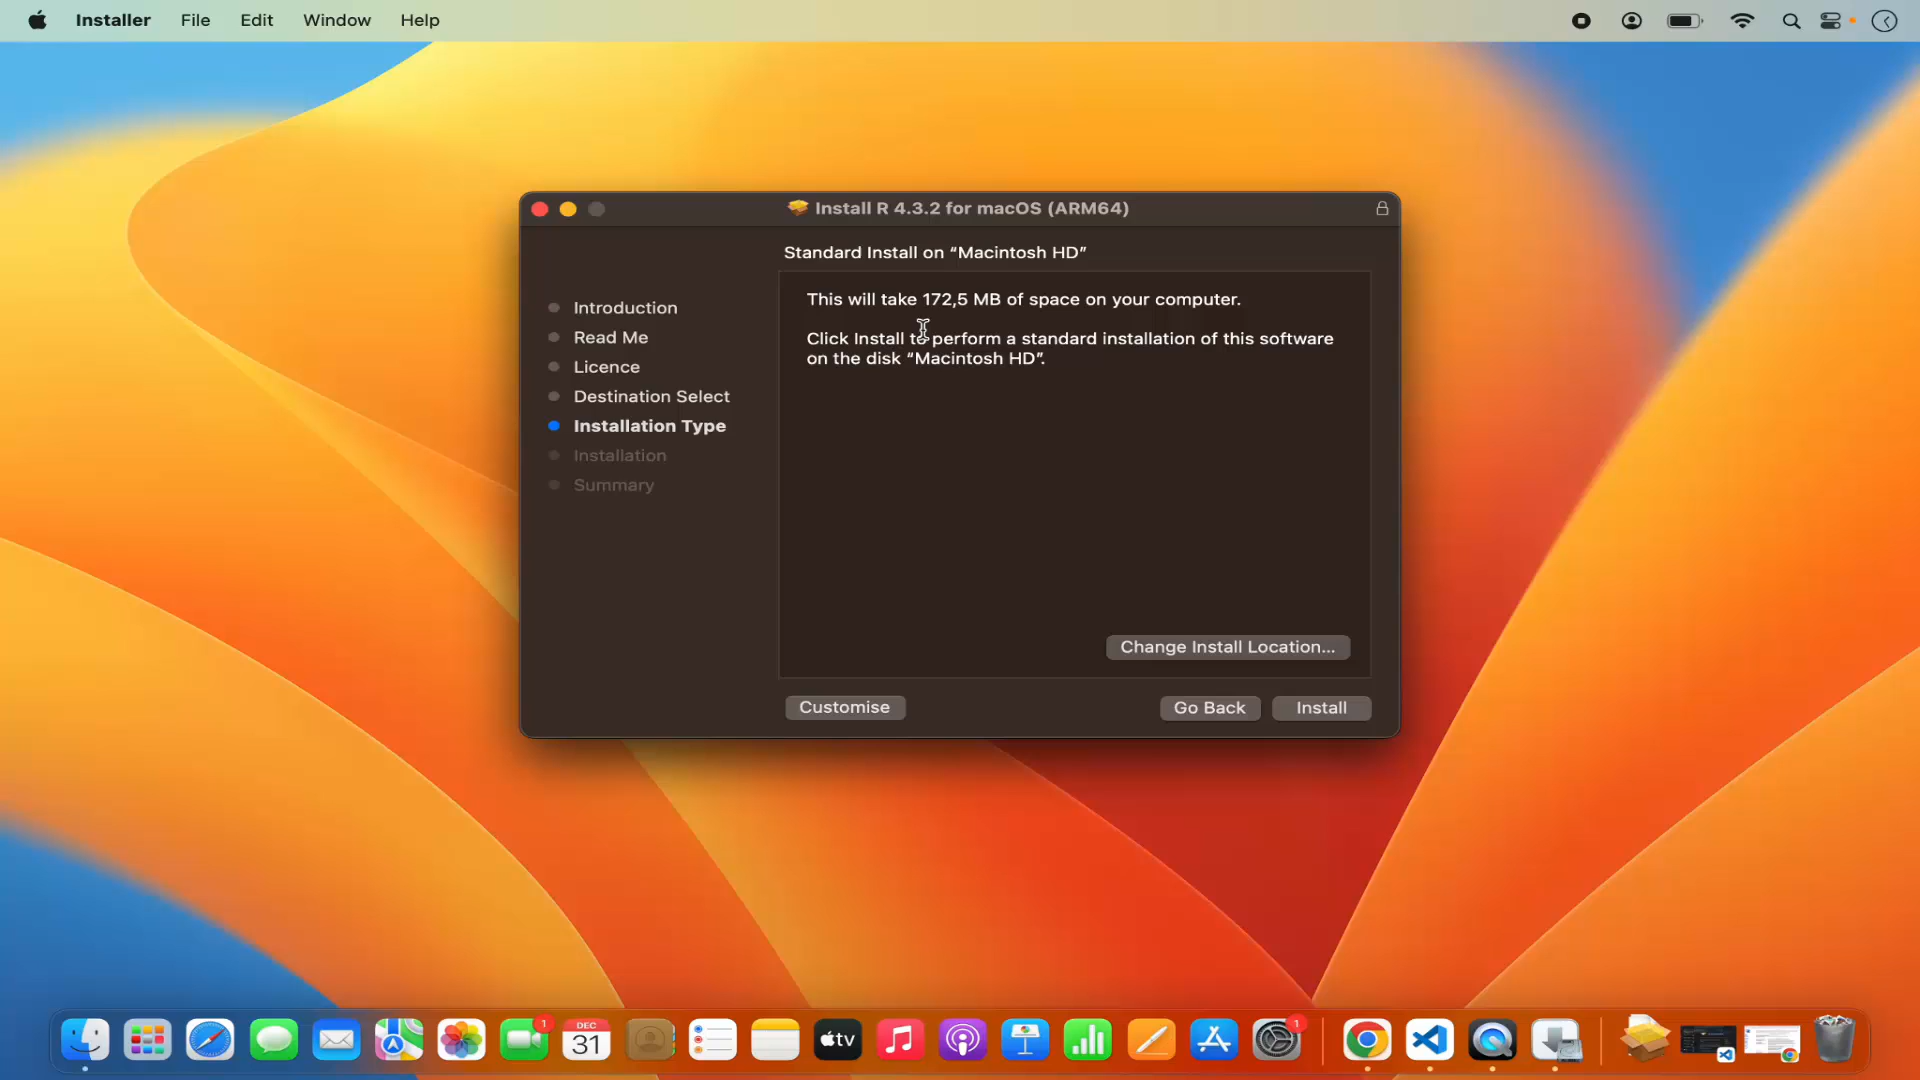 Installer File Edit Window Help
Install R 4.3.2 for macOS (ARM64)
Standard Install on “Macintosh HD”
Introduction
Read Me
Licence
Destination Select
Installation Type
Installation
Summary
This will take 172,5 MB of space on your computer.
Click Install to perform a standard installation of this software
on the disk “Macintosh HD”.
Change Install Location...
Customise
Go Back
Install
1
DEC
31
tv
1